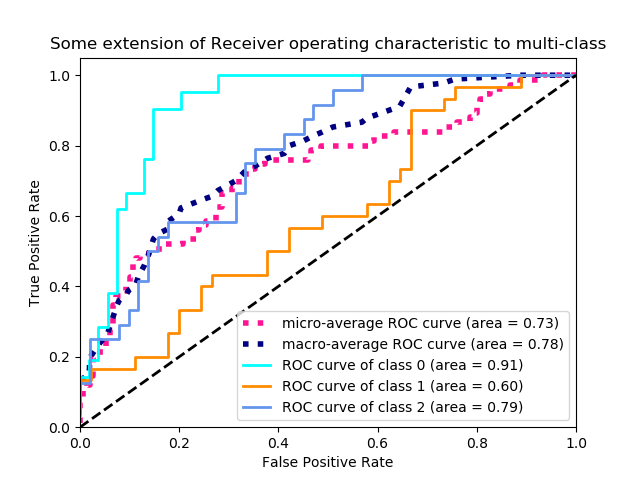 Some extension of Receiver operating characteristic to multi-class
1.0
0.8
0.6
0.4
0.2
0.0
True Positive Rate
micro-average ROC curve (area = 0.73)
macro-average ROC curve (area = 0.78)
ROC curve of class 0 (area = 0.91)
ROC curve of class 1 (area = 0.60)
ROC curve of class 2 (area = 0.79)
0.0 0.2 0.4 0.6 0.8 1.0
False Positive Rate